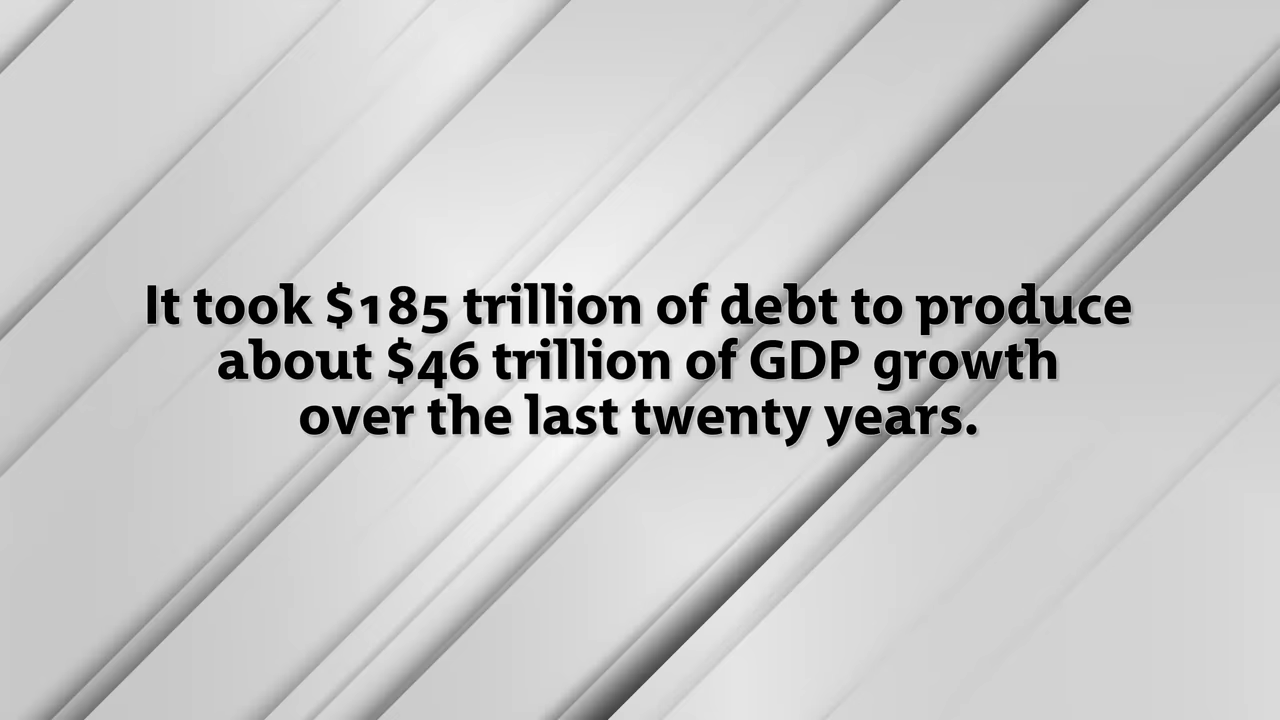 It took $185 trillion of debt to produce
about $46 trillion of GDP growth
over the last twenty years.